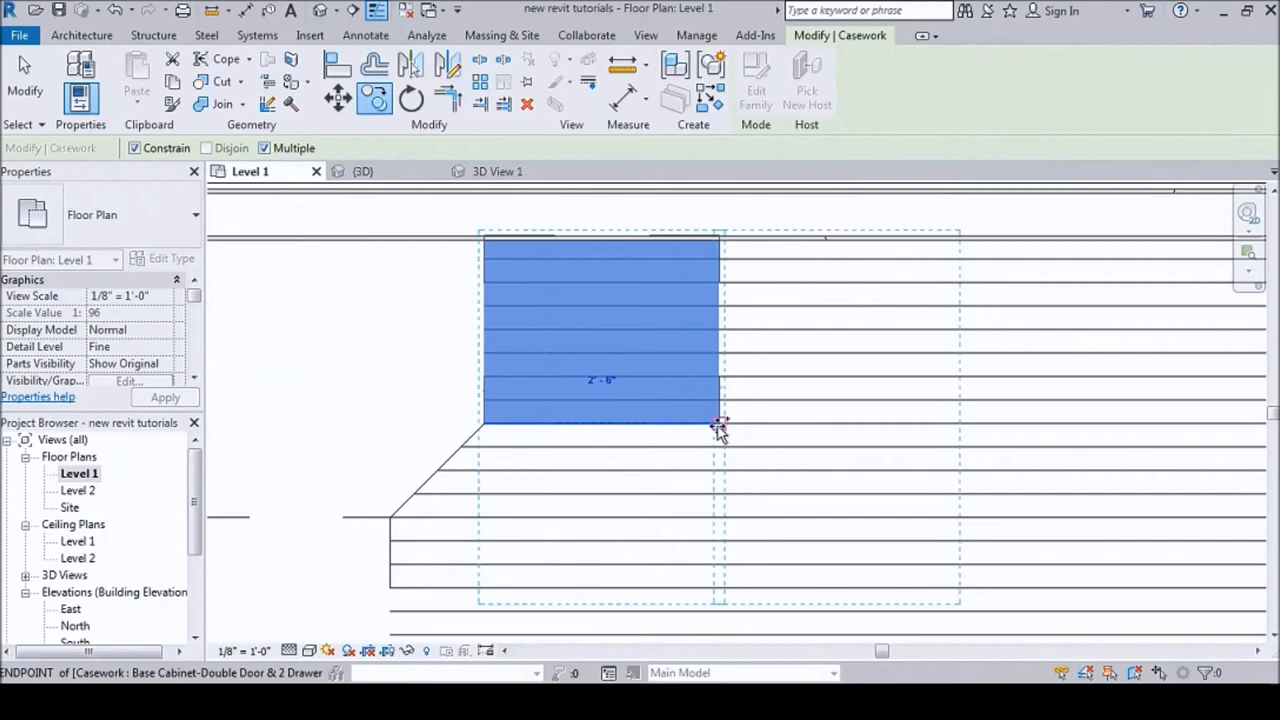 new revit tutorials - Floor Plan: Level 1
Type a keyword or phrase
Sign In
File Architecture Structure Steel Systems Insert Annotate Analyze Massing & Site Collaborate View Manage Add-Ins Modify | Casework
Modify
Paste
Cope
Cut
Join
Edit Family
Pick New Host
Select Properties Clipboard Geometry Modify View Measure Create Mode Host
Modify | Casework Constrain Disjoin Multiple
Properties
Level 1
{3D}
3D View 1
Floor Plan
Floor Plan: Level 1 Edit Type
Graphics
View Scale 1/8" = 1'-0"
Scale Value 1: 96
Display Model Normal
Detail Level Fine
Parts Visibility Show Original
Visibility/Grap... Edit...
Properties help Apply
Project Browser - new revit tutorials
Views (all)
Floor Plans
Level 1
Level 2
Site
Ceiling Plans
Level 1
Level 2
3D Views
Elevations (Building Elevation
East
North
South
2' - 6"
2D
1/8" = 1'-0"
ENDPOINT of [Casework : Base Cabinet-Double Door & 2 Drawer
:0
Main Model
:0